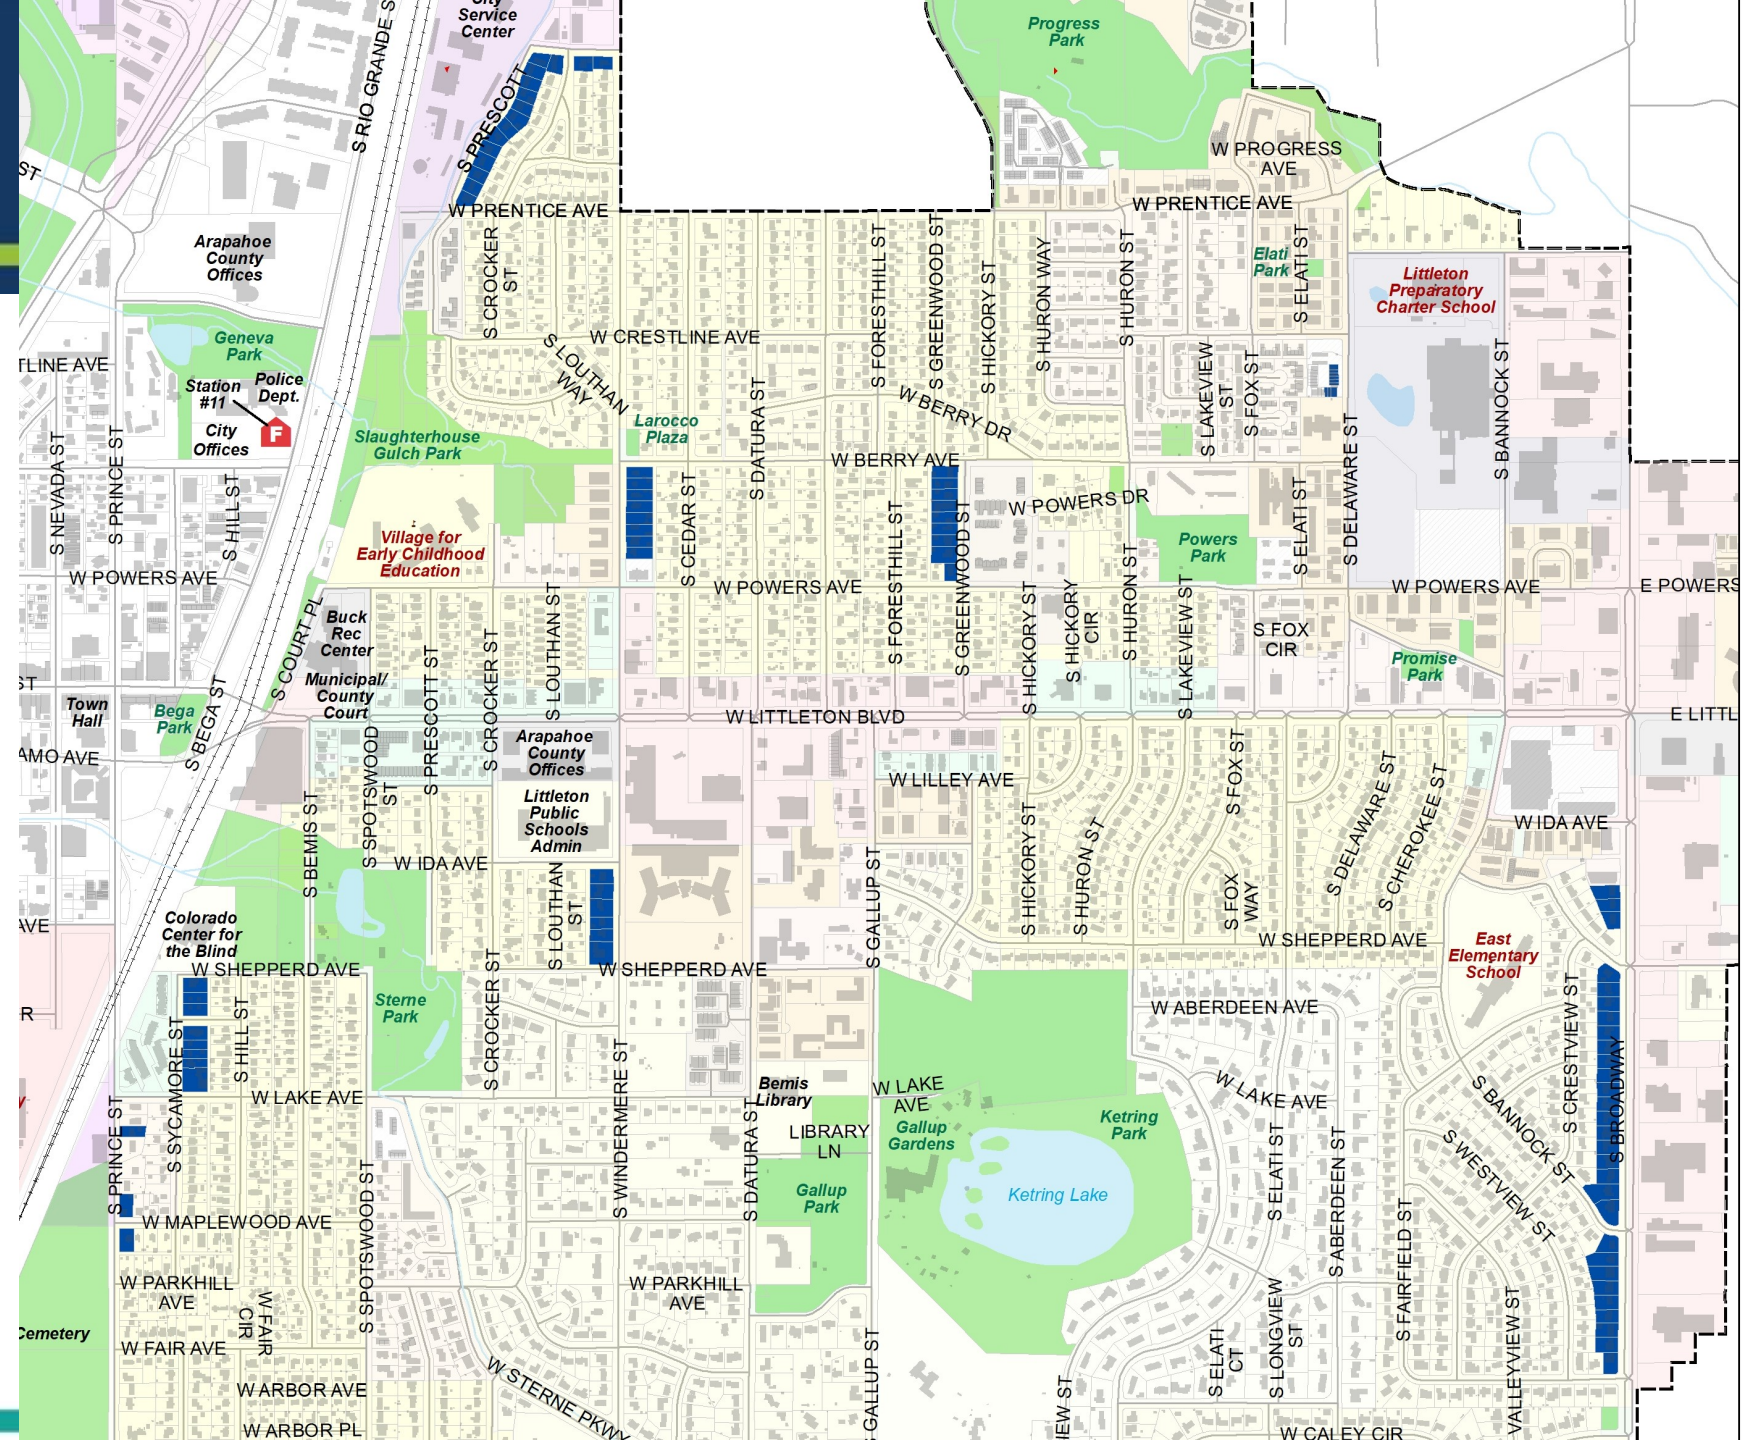 City
Service
Center
Progress
Park
S RIO GRANDE S
S PRESCOTT
ST
W PROGRESS
AVE
W PRENTICE AVE
W PRENTICE AVE
Arapahoe
County
Offices
S CROCKER
ST
S FORESTHILL ST
S GREENWOOD ST
S HICKORY ST
S HURON WAY
S HURON ST
Elati
Park
S ELATI ST
Littleton
Preparatory
Charter School
Geneva
Park
W CRESTLINE AVE
TLINE AVE
S LOUTHAN
WAY
S LAKEVIEW
ST
S FOX ST
S BANNOCK ST
Station
#11
Police
Dept.
City
Offices
F
S DATURA ST
W BERRY DR
Larocco
Plaza
Slaughterhouse
Gulch Park
W BERRY AVE
S NEVADA ST
S PRINCE ST
S HILL ST
S CEDAR ST
S FORESTHILL ST
S GREENWOOD ST
W POWERS DR
S ELATI ST
S DELAWARE ST
Village for
Early Childhood
Education
Powers
Park
W POWERS AVE
W POWERS AVE
W POWERS AVE
E POWERS
S COURT PL
Buck
Rec
Center
S PRESCOTT ST
S CROCKER ST
S LOUTHAN ST
S HICKORY ST
S HICKORY
CIR
S HURON ST
S LAKEVIEW ST
S FOX
CIR
Promise
Park
Municipal/
County
Court
ST
Town
Hall
Bega
Park
S BEGA ST
W LITTLETON BLVD
E LITTL
AMO AVE
S SPOTSWOOD
ST
Arapahoe
County
Offices
W LILLEY AVE
S FOX ST
S DELAWARE ST
S CHEROKEE ST
Littleton
Public
Schools
Admin
S BEMIS ST
W IDA AVE
W IDA AVE
S HICKORY ST
S HURON ST
S FOX
WAY
S LOUTHAN
ST
S GALLUP ST
Colorado
Center for
the Blind
AVE
W SHEPPERD AVE
W SHEPPERD AVE
W SHEPPERD AVE
East
Elementary
School
Sterne
Park
S CROCKER ST
W ABERDEEN AVE
R
S SYCAMORE ST
S HILL ST
S WINDERMERE ST
S CRESTVIEW ST
S BROADWAY
W LAKE AVE
Bemis
Library
W LAKE
AVE
W LAKE AVE
S BANNOCK ST
y
S PRINCE ST
S DATURA ST
LIBRARY
LN
Gallup
Gardens
Ketring
Park
S ELATI ST
S ABERDEEN ST
S WESTVIEW ST
S SPOTSWOOD ST
Gallup
Park
Ketring Lake
W MAPLEWOOD AVE
S FAIRFIELD ST
W PARKHILL
AVE
W PARKHILL
AVE
W FAIR
CIR
S LONGVIEW
ST
VALLEYVIEW ST
Cemetery
W FAIR AVE
S ELATI
CT
S GALLUP ST
W STERNE PKWY
IEW ST
W ARBOR AVE
W ARBOR PL
W CALEY CIR